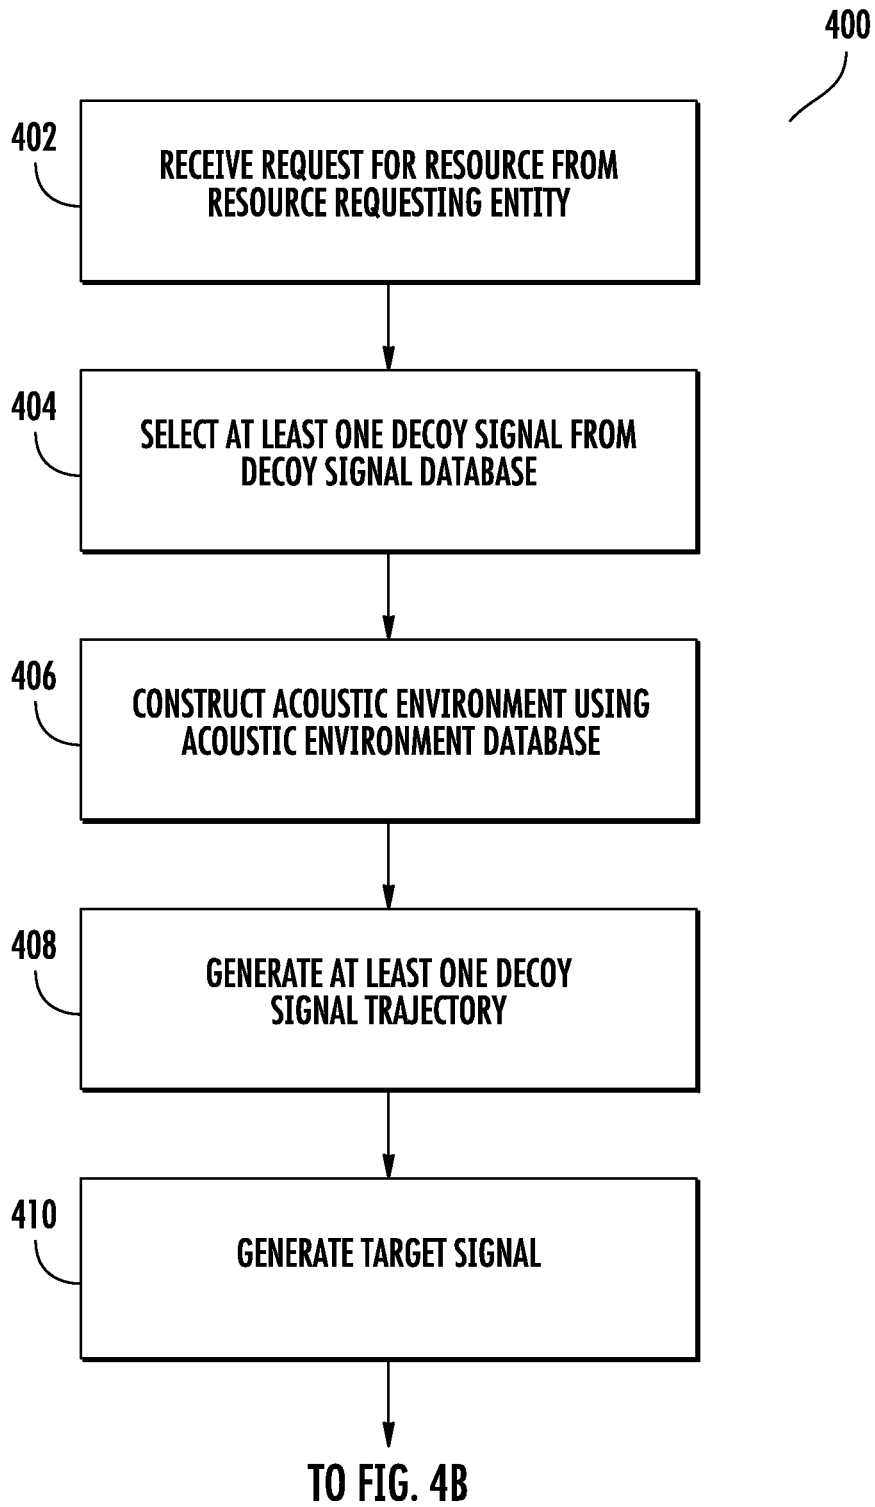 400
402
RECEIVE REQUEST FOR RESOURCE FROM
RESOURCE REQUESTING ENTITY
404
SELECT AT LEAST ONE DECOY SIGNAL FROM
DECOY SIGNAL DATABASE
406
CONSTRUCT ACOUSTIC ENVIRONMENT USING
ACOUSTIC ENVIRONMENT DATABASE
408
GENERATE AT LEAST ONE DECOY
SIGNAL TRAJECTORY
410
GENERATE TARGET SIGNAL
TO FIG. 4B